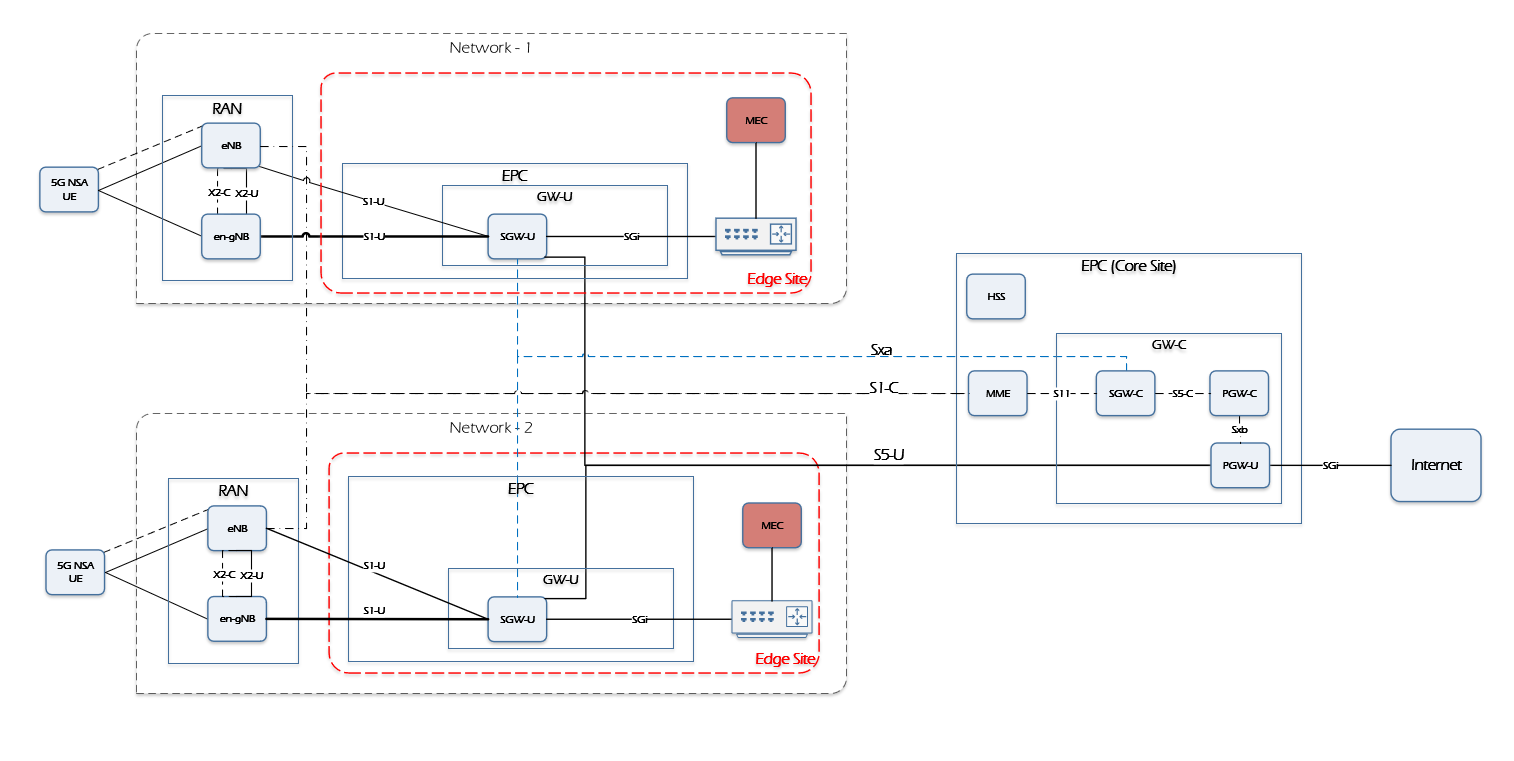 Network - 1
RAN
eNB
MEC
5G NSA
UE
X2-C
X2-U
EPC
GW-U
S1-U
en-gNB
S1-U
SGW-U
SGi
Edge Site
EPC (Core Site)
HSS
GW-C
Sxa
S1-C
MME
S11
SGW-C
S5-C
PGW-C
Sxb
Network - 2
S5-U
PGW-U
SGi
Internet
RAN
EPC
eNB
MEC
5G NSA
UE
X2-C
X2-U
S1-U
GW-U
S1-U
en-gNB
SGW-U
SGi
Edge Site